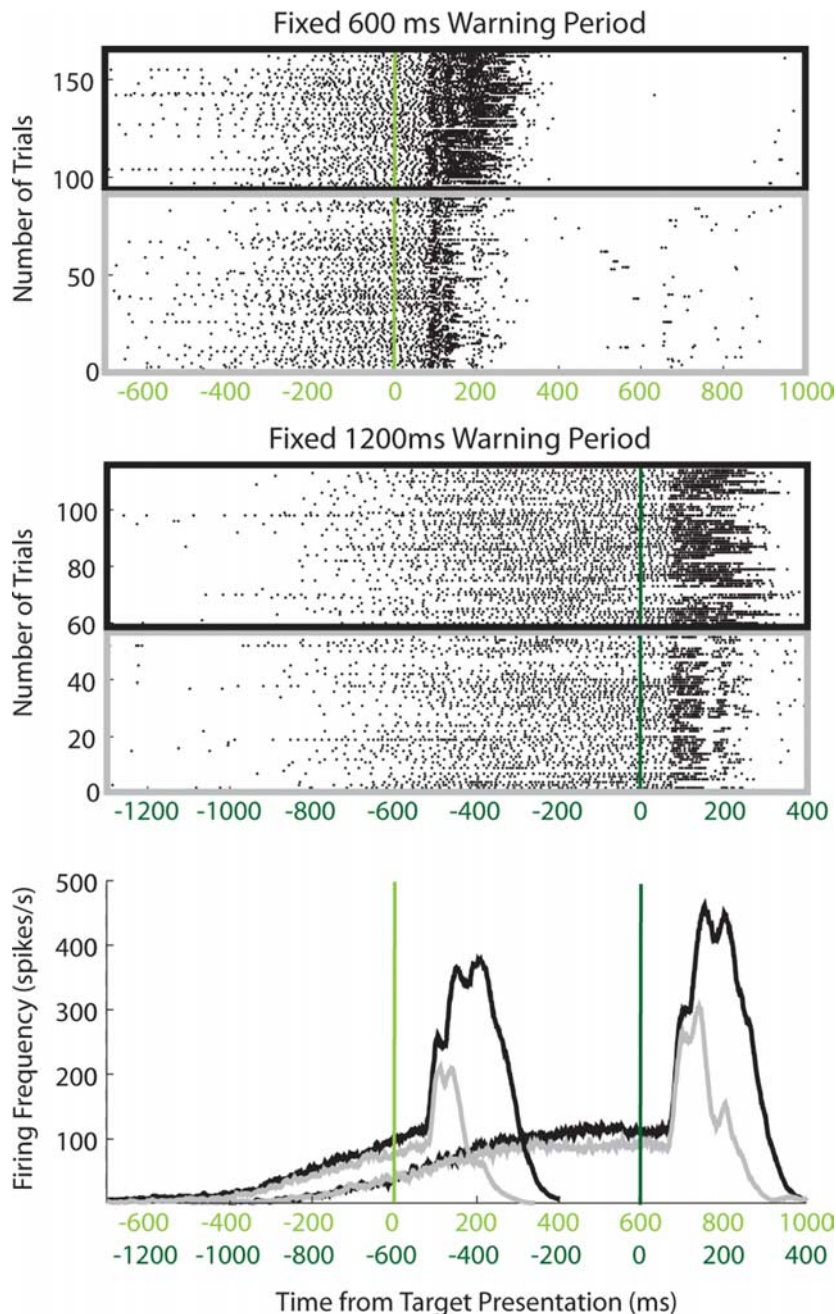 Fixed 600 ms Warning Period
Number of Trials
150
100
50
0
-600 -400 -200 0 200 400 600 800 1000
Fixed 1200ms Warning Period
Number of Trials
100
80
60
40
20
0
-1200 -1000 -800 -600 -400 -200 0 200 400
Firing Frequency (spikes/s)
500
400
300
200
100
-600 -400 -200 0 200 400 600 800 1000
-1200 -1000 -800 -600 -400 -200 0 200 400
Time from Target Presentation (ms)